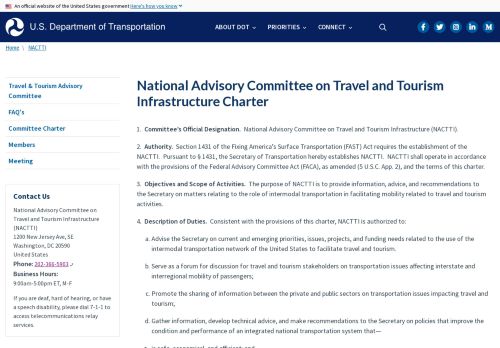 An official website of the United States government Here's how you know
U.S. Department of Transportation
ABOUT DOT PRIORITIES CONNECT
Home \ NACTTI
Travel & Tourism Advisory
Committee
FAQ's
Committee Charter
Members
Meeting
Contact Us
National Advisory Committee on
Travel and Tourism Infrastructure
(NACTTI)
1200 New Jersey Ave, SE
Washington, DC 20590
United States
Phone: 202-366-5903
Business Hours:
9:00am-5:00pm ET, M-F
If you are deaf, hard of hearing, or have
a speech disability, please dial 7-1-1 to
access telecommunications relay
services.
National Advisory Committee on Travel and Tourism
Infrastructure Charter
1. Committee's Official Designation. National Advisory Committee on Travel and Tourism Infrastructure (NACTTI).
2. Authority. Section 1431 of the Fixing America's Surface Transportation (FAST) Act requires the establishment of the
NACTTI. Pursuant to § 1431, the Secretary of Transportation hereby establishes NACTTI. NACTTI shall operate in accordance
with the provisions of the Federal Advisory Committee Act (FACA), as amended (5 U.S.C. App. 2), and the terms of this charter.
3. Objectives and Scope of Activities. The purpose of NACTTI is to provide information, advice, and recommendations to
the Secretary on matters relating to the role of intermodal transportation in facilitating mobility related to travel and tourism
activities.
4. Description of Duties. Consistent with the provisions of this charter, NACTTI is authorized to:
a. Advise the Secretary on current and emerging priorities, issues, projects, and funding needs related to the use of the
intermodal transportation network of the United States to facilitate travel and tourism.
b. Serve as a forum for discussion for travel and tourism stakeholders on transportation issues affecting interstate and
interregional mobility of passengers;
c. Promote the sharing of information between the private and public sectors on transportation issues impacting travel and
tourism;
d. Gather information, develop technical advice, and make recommendations to the Secretary on policies that improve the
condition and performance of an integrated national transportation system that—